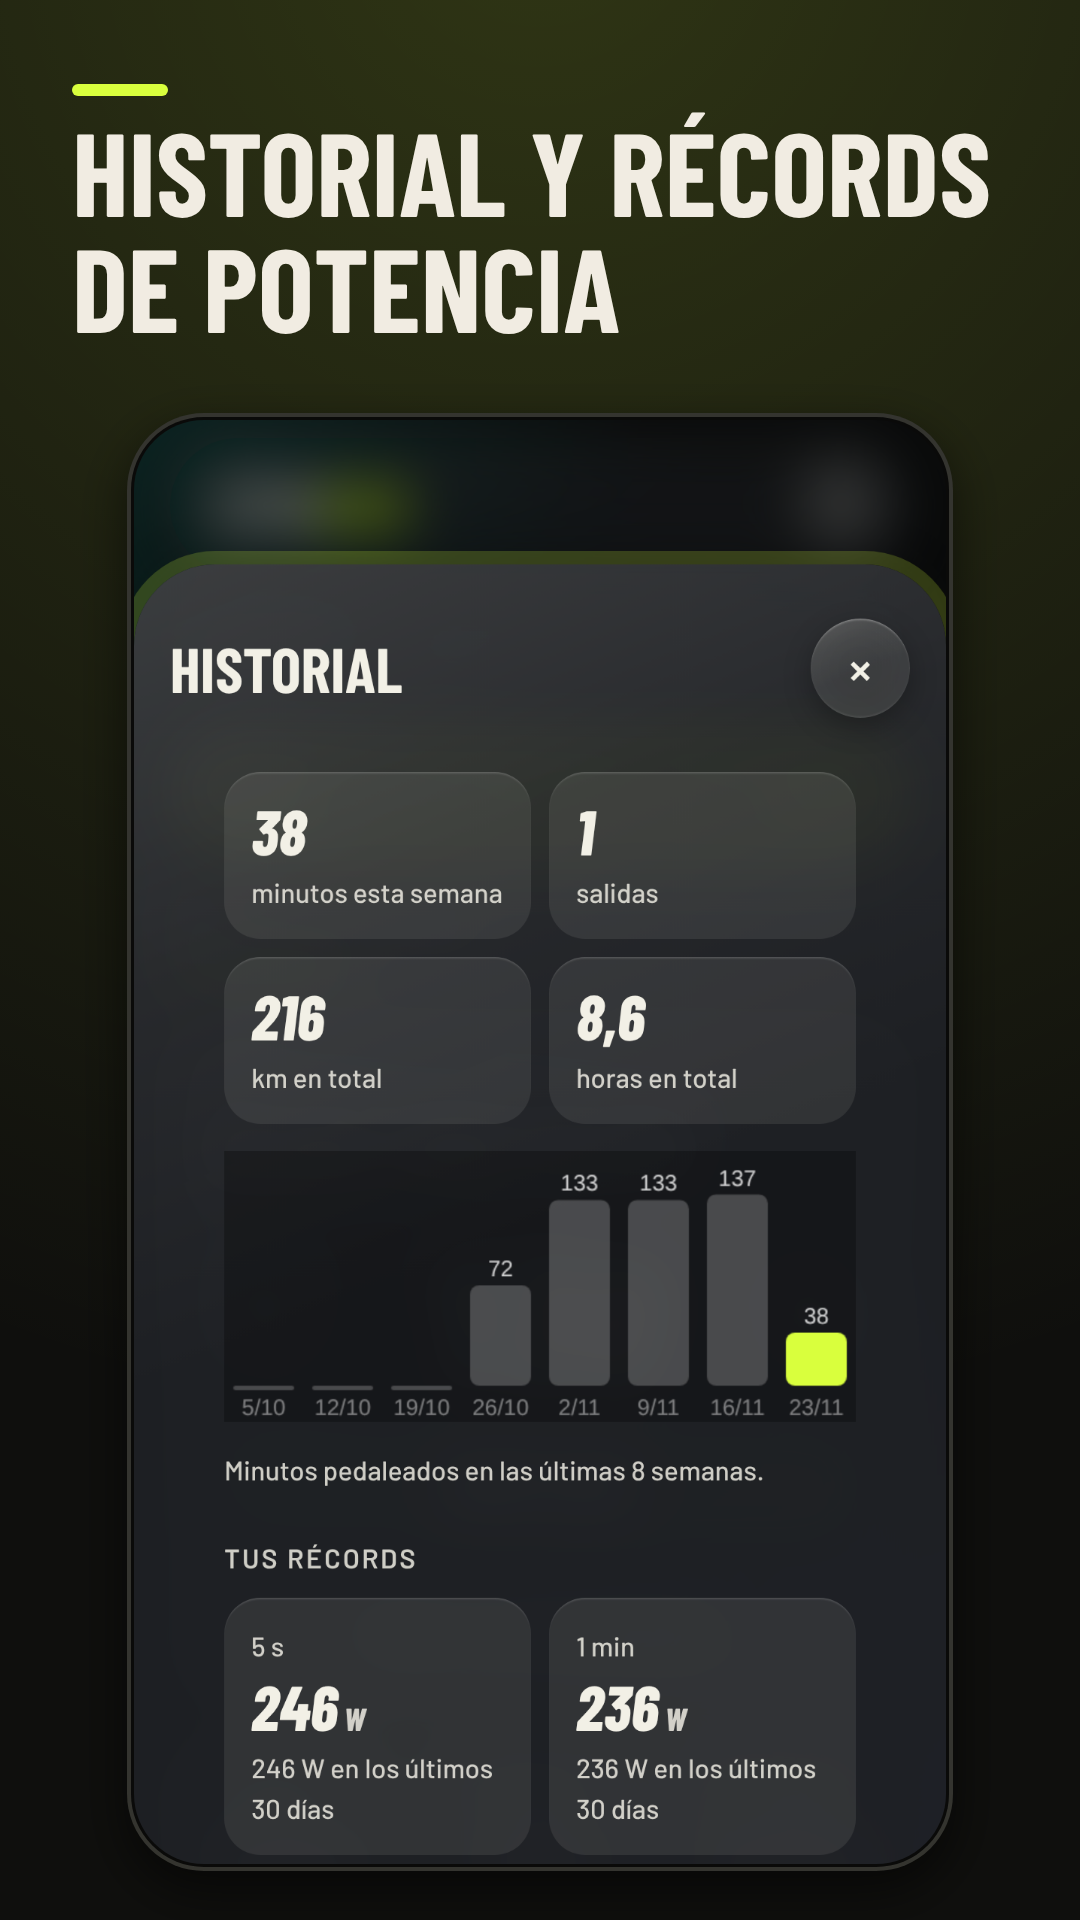 HISTORIAL Y RÉCORDS
DE POTENCIA
HISTORIAL
×
38
minutos esta semana
1
salidas
216
km en total
8,6
horas en total
72
133
133
137
38
5/10
12/10
19/10
26/10
2/11
9/11
16/11
23/11
Minutos pedaleados en las últimas 8 semanas.
TUS RÉCORDS
5 s
246 W
246 W en los últimos
30 días
1 min
236 W
236 W en los últimos
30 días